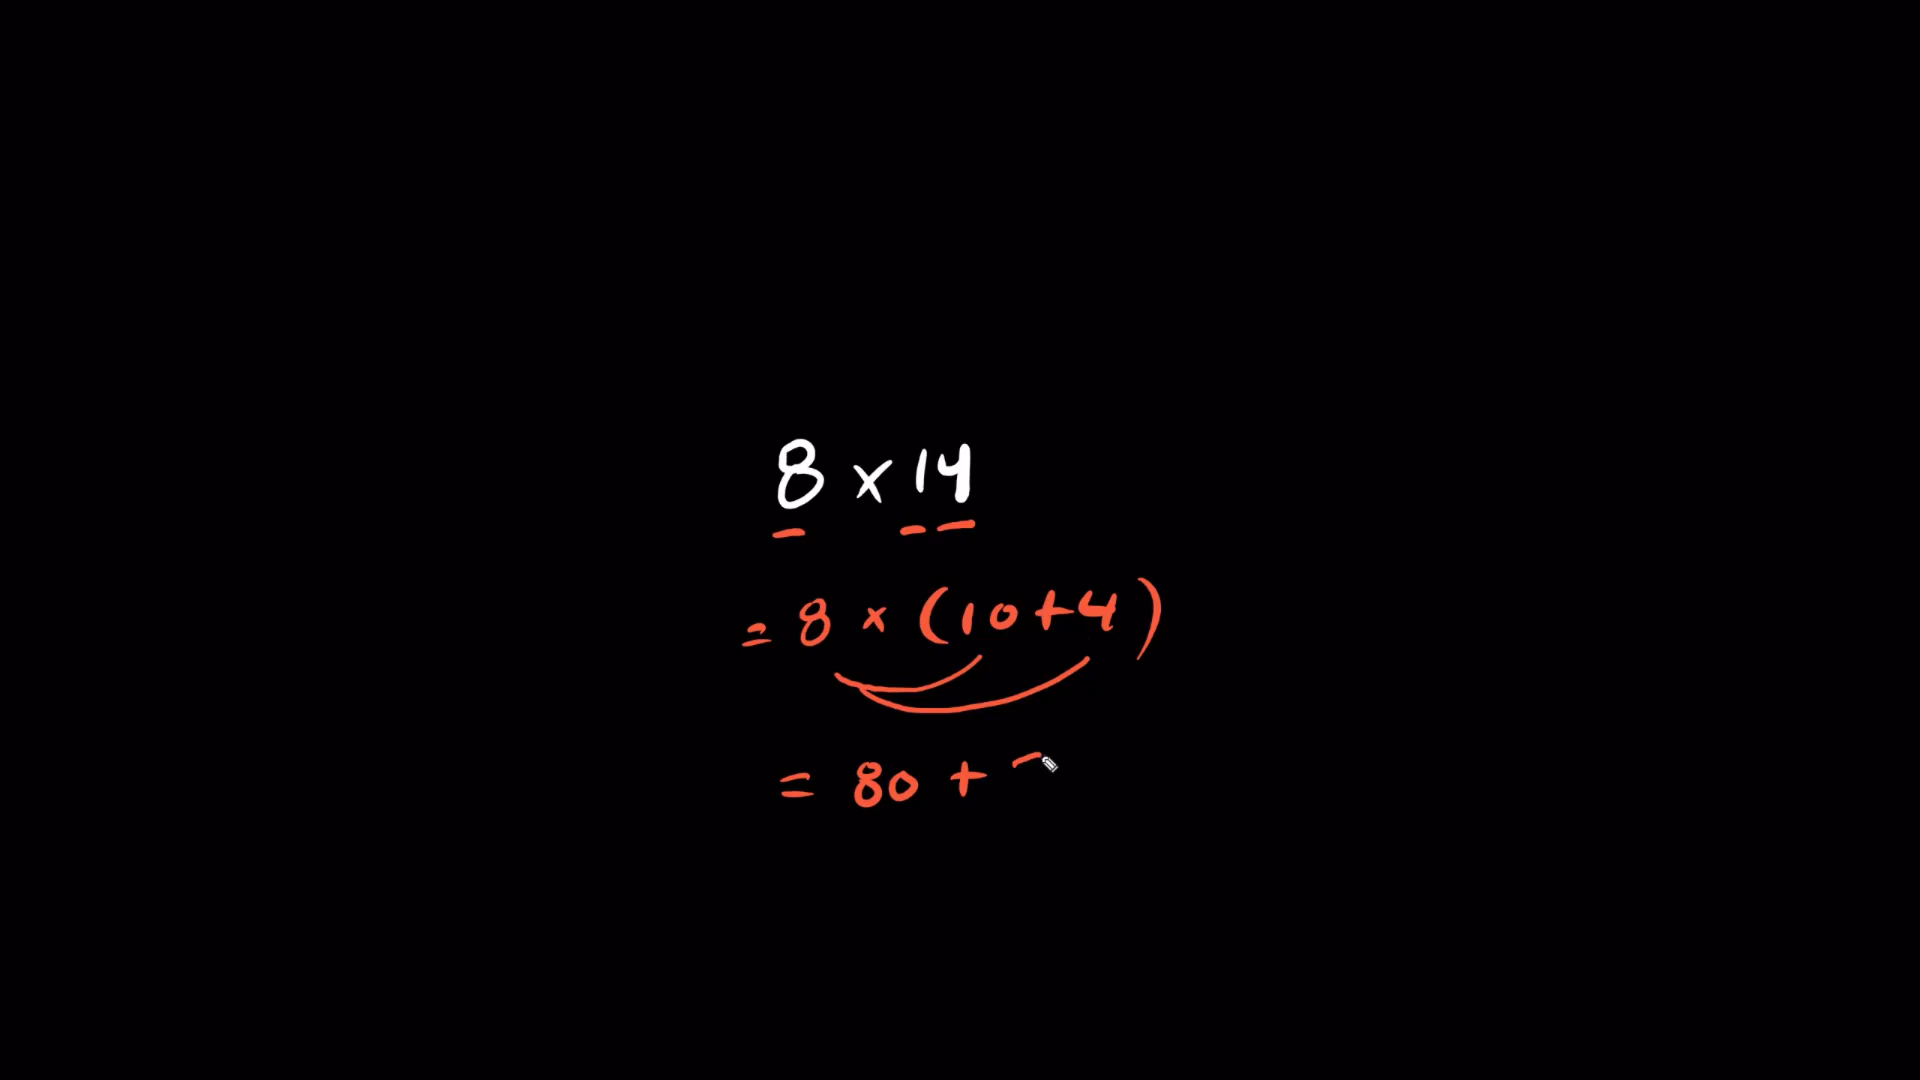 8 x 14
= 8 x (10+4)
= 80 +